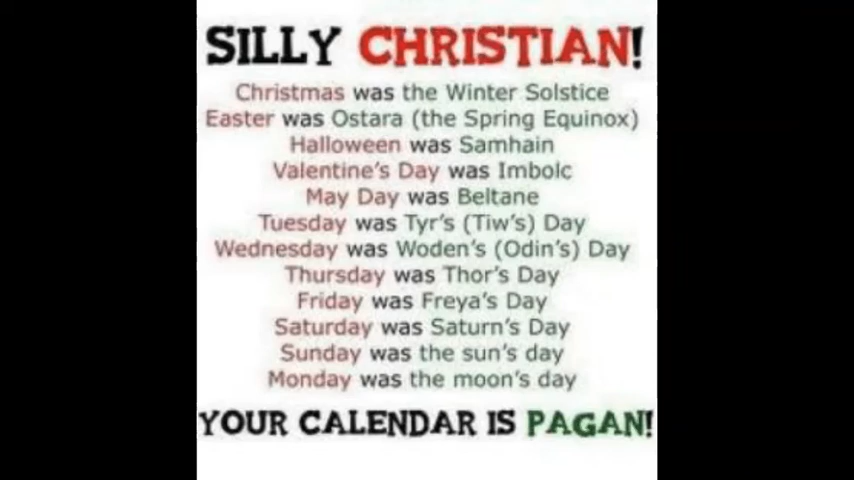 SILLY CHRISTIAN!
Christmas was the Winter Solstice
Easter was Ostara (the Spring Equinox)
Halloween was Samhain
Valentine's Day was Imbolc
May Day was Beltane
Tuesday was Tyr's (Tiw's) Day
Wednesday was Woden's (Odin's) Day
Thursday was Thor's Day
Friday was Freya's Day
Saturday was Saturn's Day
Sunday was the sun's day
Monday was the moon's day
YOUR CALENDAR IS PAGAN!